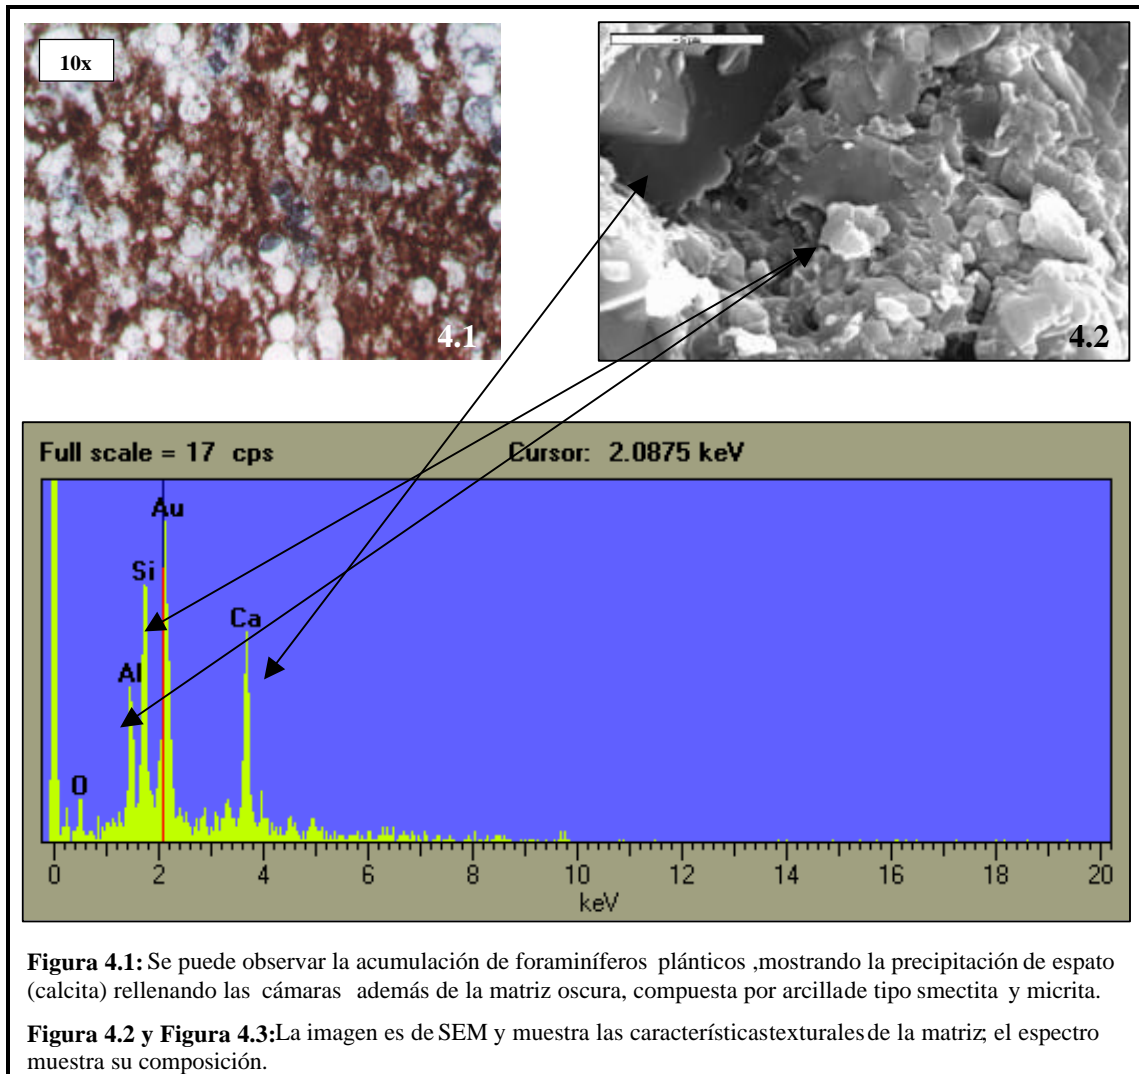 10x
4.1
4.2
Full scale = 17 cps
Cursor: 2.0875 keV
Au
Si
Ca
Al
O
0 2 4 6 8 10 12 14 16 18 20
keV
Figura 4.1: Se puede observar la acumulación de foraminíferos plánticos ,mostrando la precipitación de espato
(calcita) rellenando las cámaras además de la matriz oscura, compuesta por arcilla de tipo smectita y micrita.
Figura 4.2 y Figura 4.3: La imagen es de SEM y muestra las características texturales de la matriz; el espectro
muestra su composición.